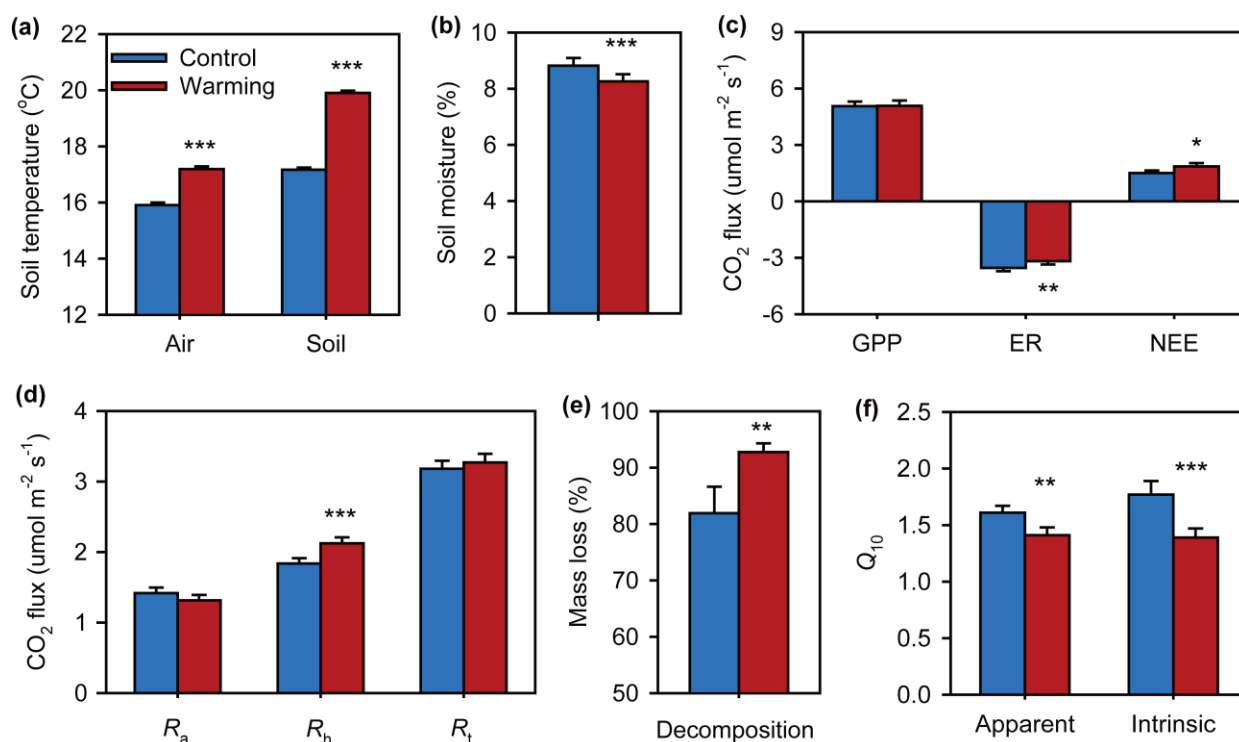 (a)
Soil temperature (°C)
22
20
18
16
14
12
Control
Warming
***
***
Air
Soil
(b)
Soil moisture (%)
10
8
6
4
2
0
***
(c)
CO₂ flux (umol m⁻² s⁻¹)
9
6
3
0
-3
-6
*
**
GPP
ER
NEE
(d)
CO₂ flux (umol m⁻² s⁻¹)
4
3
2
1
0
***
Rₐ
Rₕ
Rₜ
(e)
Mass loss (%)
100
90
80
70
60
50
**
Decomposition
(f)
Q₁₀
2.5
2.0
1.5
1.0
0.5
0.0
**
***
Apparent
Intrinsic